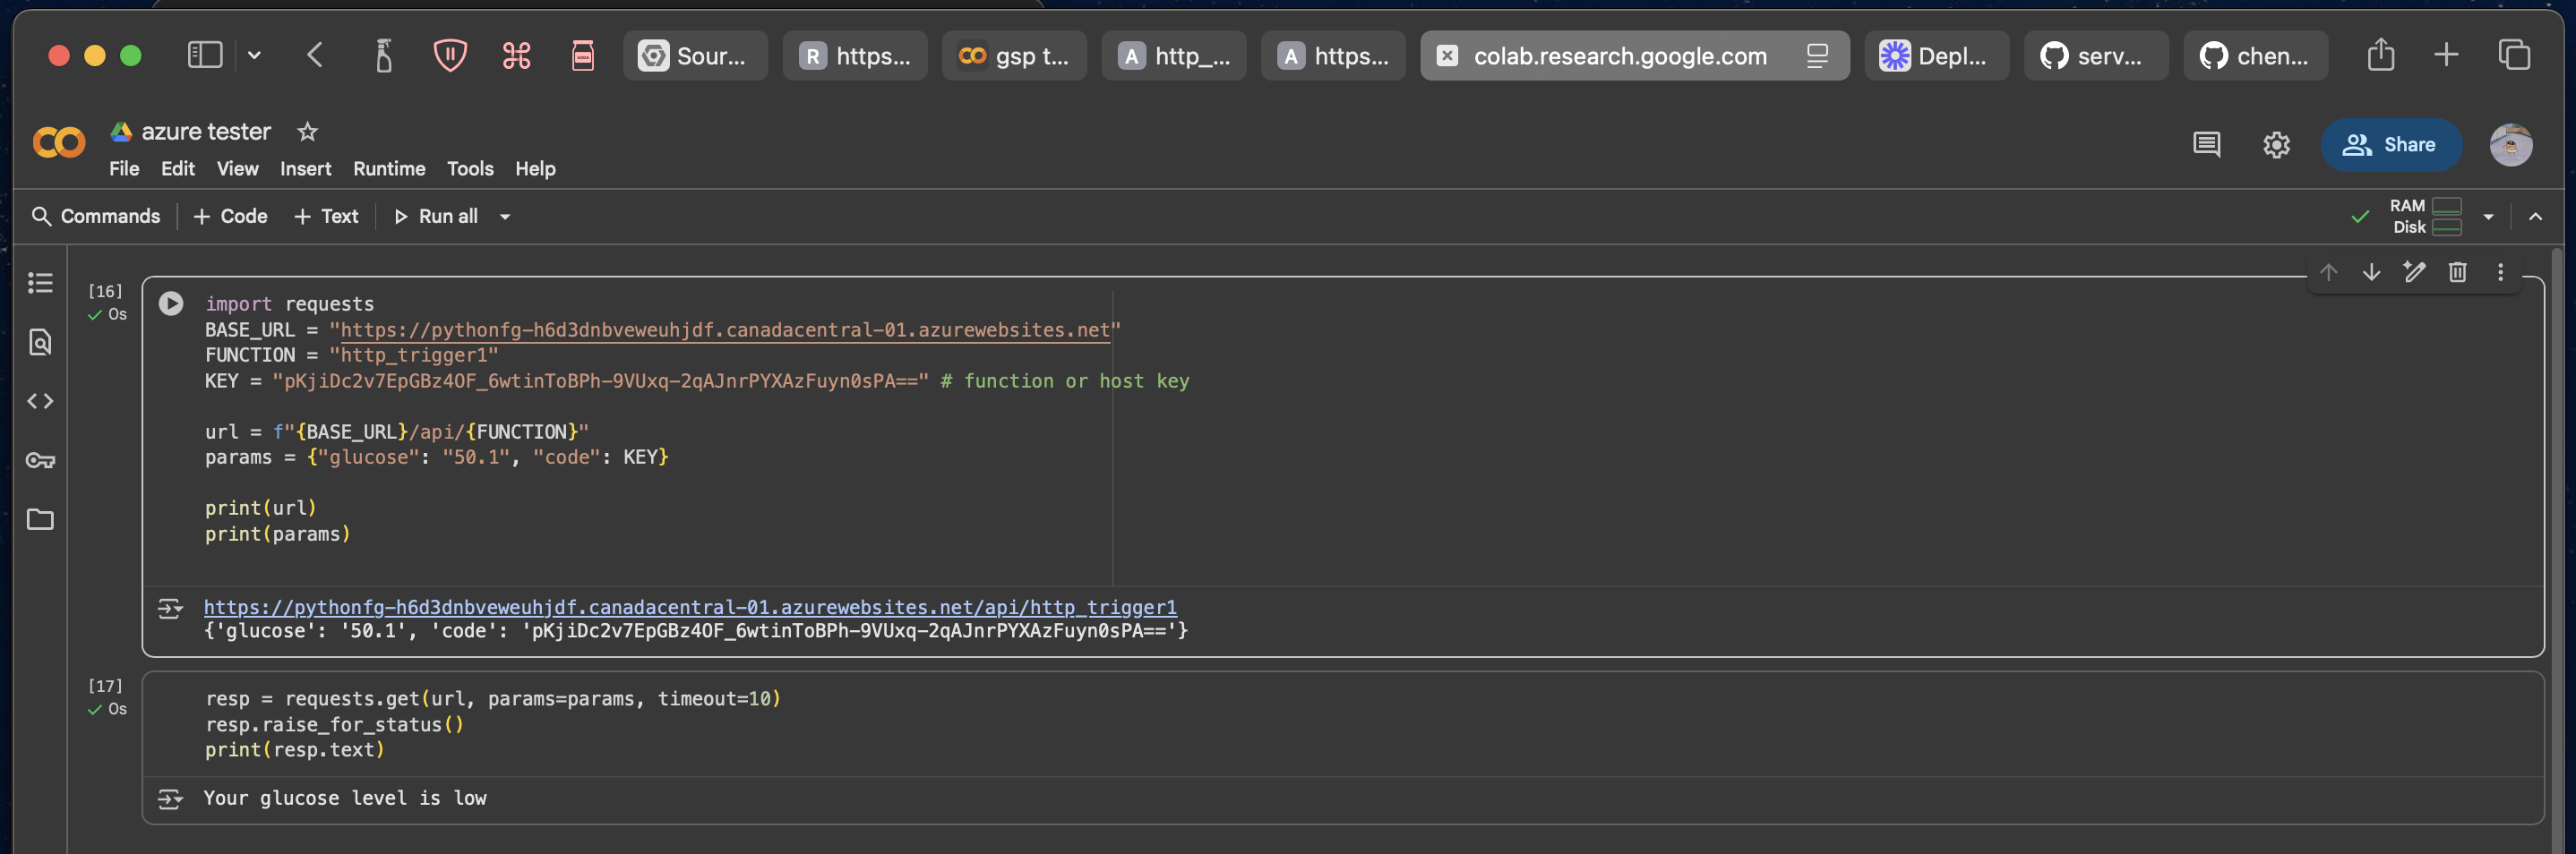 Sour...
R https...
gsp t...
A http_...
A https...
colab.research.google.com
Depl...
serv...
chen...
azure tester
File Edit View Insert Runtime Tools Help
Share
Commands + Code + Text Run all
RAM
Disk
[16]
0s
import requests
BASE_URL = "https://pythonfg-h6d3dnbveweuhjdf.canadacentral-01.azurewebsites.net"
FUNCTION = "http_trigger1"
KEY = "pKjiDc2v7EpGBz4OF_6wtinToBPh-9VUxq-2qAJnrPYXAzFuyn0sPA==" # function or host key
url = f"{BASE_URL}/api/{FUNCTION}"
params = {"glucose": "50.1", "code": KEY}
print(url)
print(params)
https://pythonfg-h6d3dnbveweuhjdf.canadacentral-01.azurewebsites.net/api/http_trigger1
{'glucose': '50.1', 'code': 'pKjiDc2v7EpGBz4OF_6wtinToBPh-9VUxq-2qAJnrPYXAzFuyn0sPA=='}
[17]
0s
resp = requests.get(url, params=params, timeout=10)
resp.raise_for_status()
print(resp.text)
Your glucose level is low